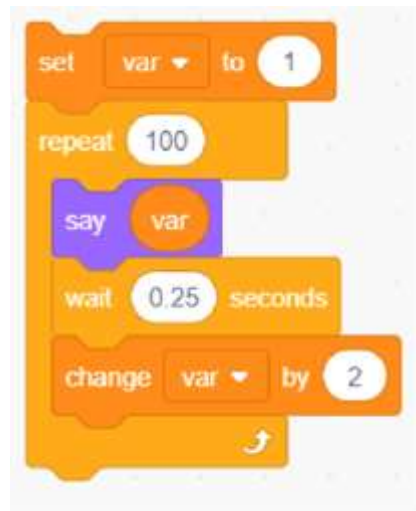 set var to 1
repeat 100
say var
wait 0.25 seconds
change var by 2